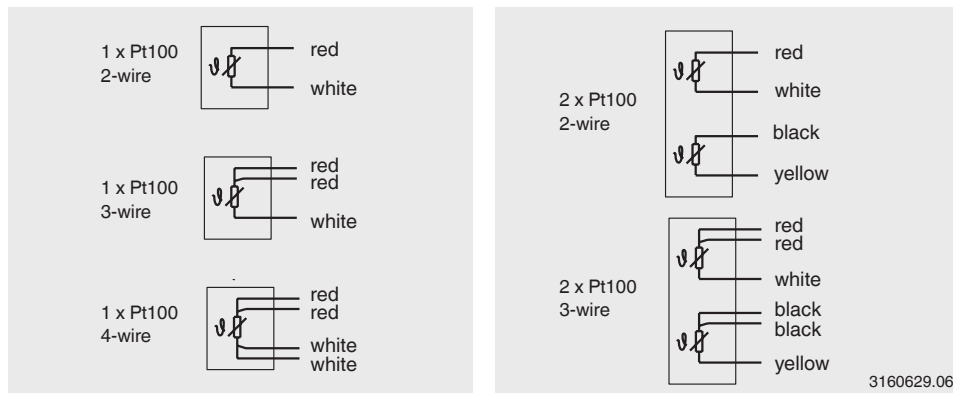 1 x Pt100
2-wire
red
white
1 x Pt100
3-wire
red
red
white
1 x Pt100
4-wire
red
red
white
white
2 x Pt100
2-wire
red
white
black
yellow
2 x Pt100
3-wire
red
red
white
black
black
yellow
3160629.06
ϑ
ϑ
ϑ
ϑ
ϑ
ϑ
ϑ